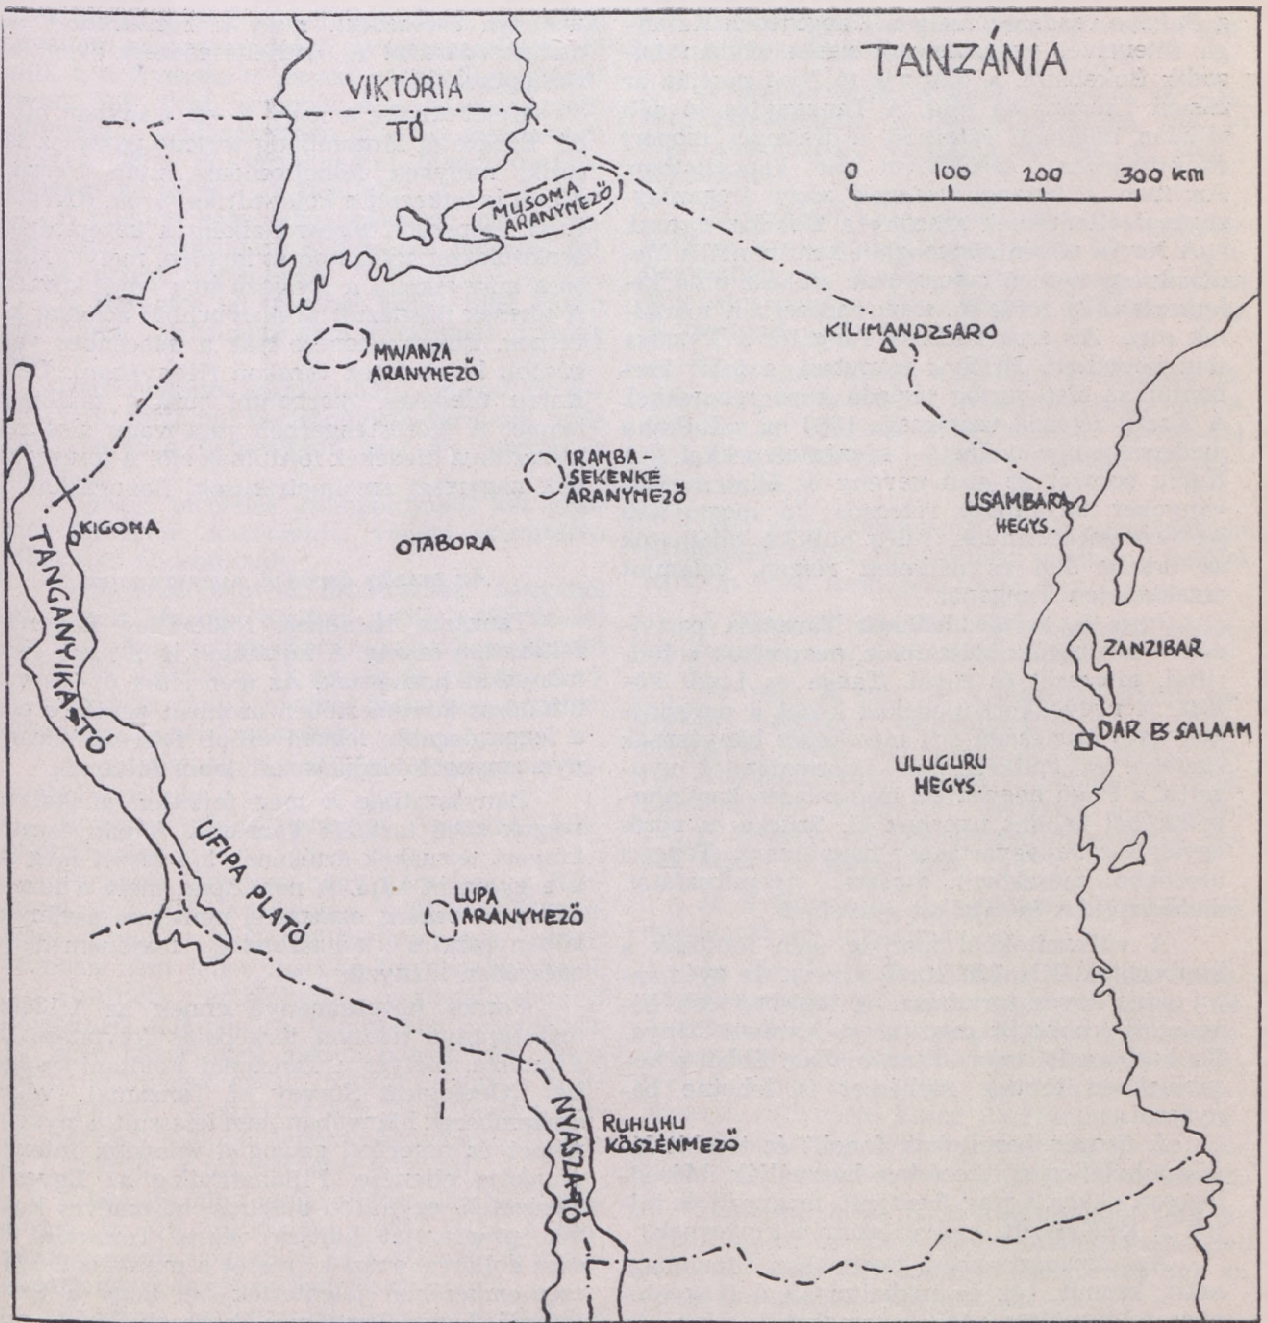 TANZÁNIA
VIKTÓRIA
TÓ
0 100 200 300 km
MUSOMA
ARANYMEZŐ
KILIMANDZSARO
MWANZA
ARANYMEZŐ
IRAMBA-
SEKENKE
ARANYMEZŐ
USAMBARA
HEGYS.
KIGOMA
TABORA
TANGANYIKA-TÓ
ZANZIBAR
DAR ES SALAAM
ULUGURU
HEGYS.
UFIPA PLATÓ
LUPA
ARANYMEZŐ
NYASZA-TÓ
RUHUHU
KŐSZÉNMEZŐ